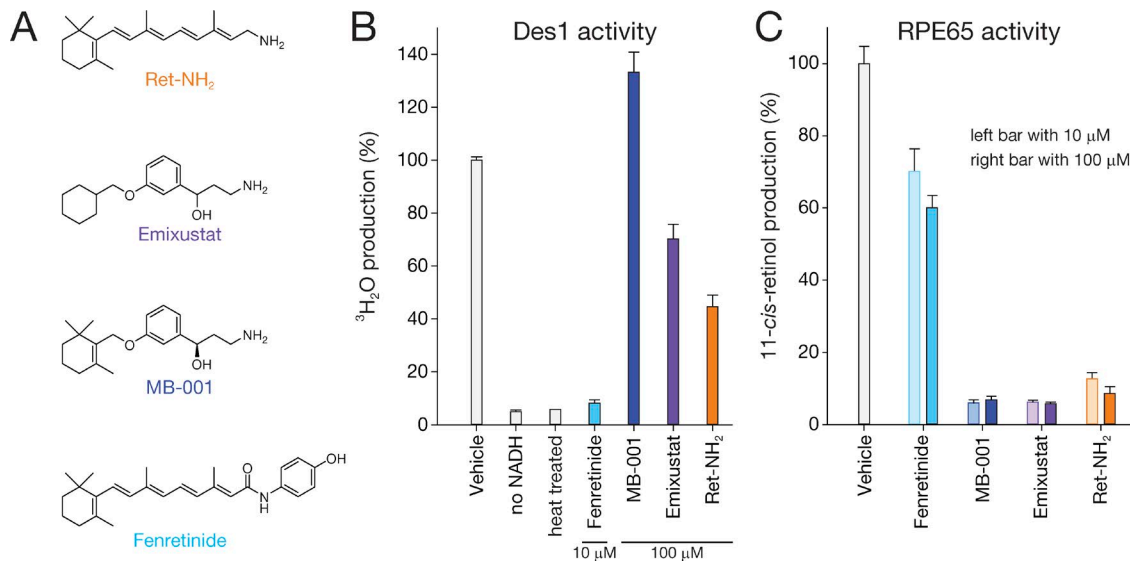 A
NH₂
Ret-NH₂
O
OH
NH₂
Emixustat
O
OH
NH₂
MB-001
O
N
H
OH
Fenretinide
B
Des1 activity
³H₂O production (%)
140
120
100
80
60
40
20
0
Vehicle
no NADH
heat treated
Fenretinide
MB-001
Emixustat
Ret-NH₂
10 μM
100 μM
C
RPE65 activity
11-cis-retinol production (%)
100
80
60
40
20
0
left bar with 10 μM
right bar with 100 μM
Vehicle
Fenretinide
MB-001
Emixustat
Ret-NH₂